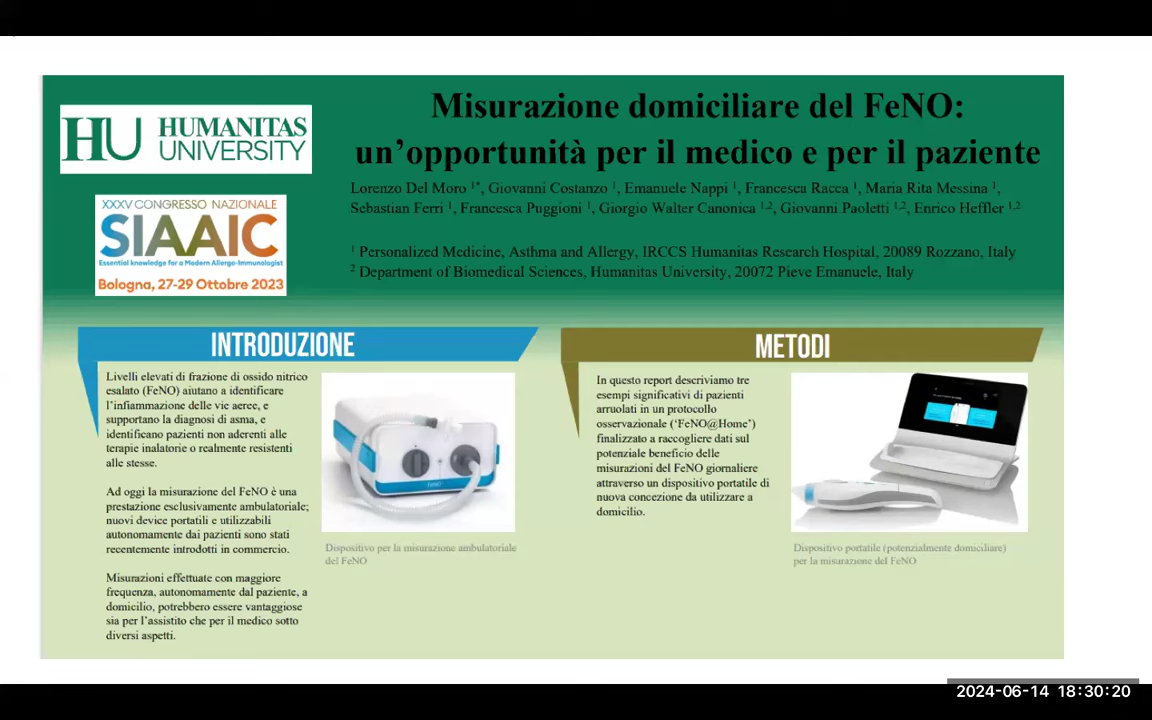 HU HUMANITAS
UNIVERSITY
XXXV CONGRESSO NAZIONALE
SIAAIC
Essential knowledge for a Modern Allergo-Immunologist
Bologna, 27-29 Ottobre 2023
Misurazione domiciliare del FeNO:
un'opportunità per il medico e per il paziente
Lorenzo Del Moro 1*, Giovanni Costanzo 1, Emanuele Nappi 1, Francesca Racca 1, Maria Rita Messina 1,
Sebastian Ferri 1, Francesca Puggioni 1, Giorgio Walter Canonica 1,2, Giovanni Paoletti 1,2, Enrico Heffler 1,2
1 Personalized Medicine, Asthma and Allergy, IRCCS Humanitas Research Hospital, 20089 Rozzano, Italy
2 Department of Biomedical Sciences, Humanitas University, 20072 Pieve Emanuele, Italy
INTRODUZIONE
Livelli elevati di frazione di ossido nitrico
esalato (FeNO) aiutano a identificare
l'infiammazione delle vie aeree, e
supportano la diagnosi di asma, e
identificano pazienti non aderenti alle
terapie inalatorie o realmente resistenti
alle stesse.
Ad oggi la misurazione del FeNO è una
prestazione esclusivamente ambulatoriale;
nuovi device portatili e utilizzabili
autonomamente dai pazienti sono stati
recentemente introdotti in commercio.
Misurazioni effettuate con maggiore
frequenza, autonomamente dal paziente, a
domicilio, potrebbero essere vantaggiose
sia per l'assistito che per il medico sotto
diversi aspetti.
Dispositivo per la misurazione ambulatoriale
del FeNO
METODI
In questo report descriviamo tre
esempi significativi di pazienti
arruolati in un protocollo
osservazionale ('FeNO@Home')
finalizzato a raccogliere dati sul
potenziale beneficio delle
misurazioni del FeNO giornaliere
attraverso un dispositivo portatile di
nuova concezione da utilizzare a
domicilio.
Dispositivo portatile (potenzialmente domiciliare)
per la misurazione del FeNO
2024-06-14 18:30:20